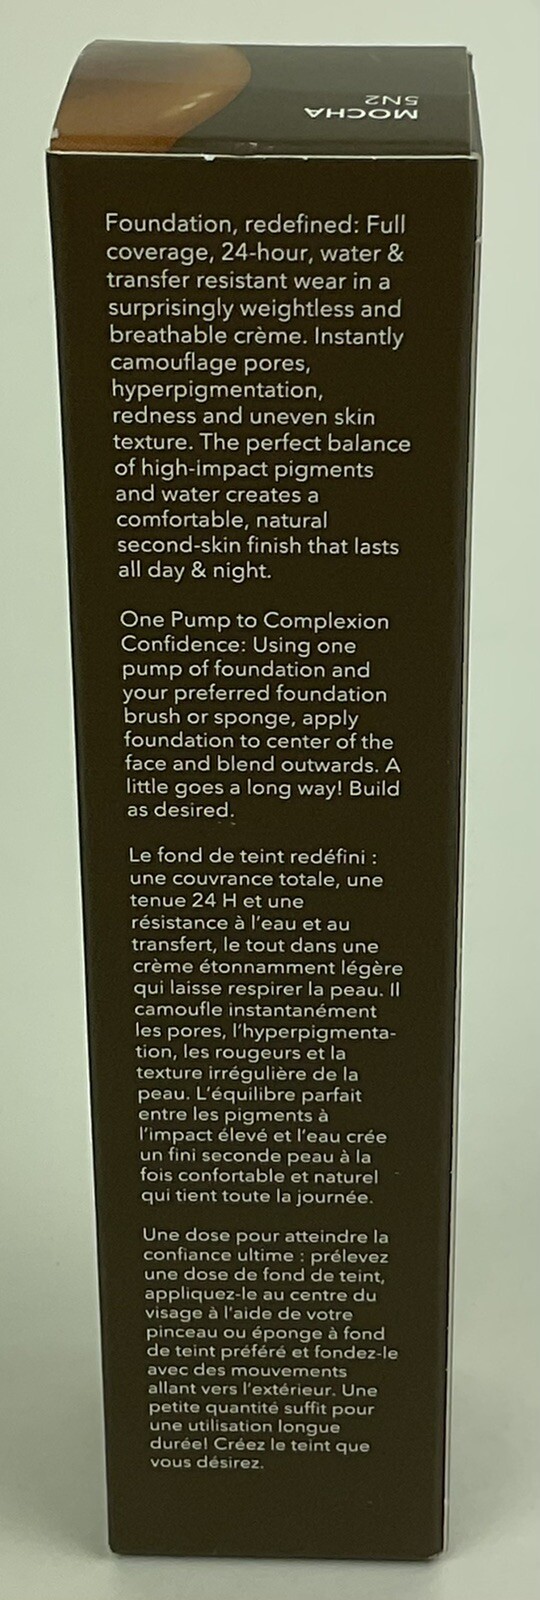 MOCHA
5N2
Foundation, redefined: Full
coverage, 24-hour, water &
transfer resistant wear in a
surprisingly weightless and
breathable crème. Instantly
camouflage pores,
hyperpigmentation,
redness and uneven skin
texture. The perfect balance
of high-impact pigments
and water creates a
comfortable, natural
second-skin finish that lasts
all day & night.
One Pump to Complexion
Confidence: Using one
pump of foundation and
your preferred foundation
brush or sponge, apply
foundation to center of the
face and blend outwards. A
little goes a long way! Build
as desired.
Le fond de teint redéfini :
une couvrance totale, une
tenue 24 H et une
résistance à l'eau et au
transfert, le tout dans une
crème étonnamment légère
qui laisse respirer la peau. Il
camoufle instantanément
les pores, l'hyperpigmenta-
tion, les rougeurs et la
texture irrégulière de la
peau. L'équilibre parfait
entre les pigments à
l'impact élevé et l'eau crée
un fini seconde peau à la
fois confortable et naturel
qui tient toute la journée.
Une dose pour atteindre la
confiance ultime : prélevez
une dose de fond de teint,
appliquez-le au centre du
visage à l'aide de votre
pinceau ou éponge à fond
de teint préféré et fondez-le
avec des mouvements
allant vers l'extérieur. Une
petite quantité suffit pour
une utilisation longue
durée! Créez le teint que
vous désirez.